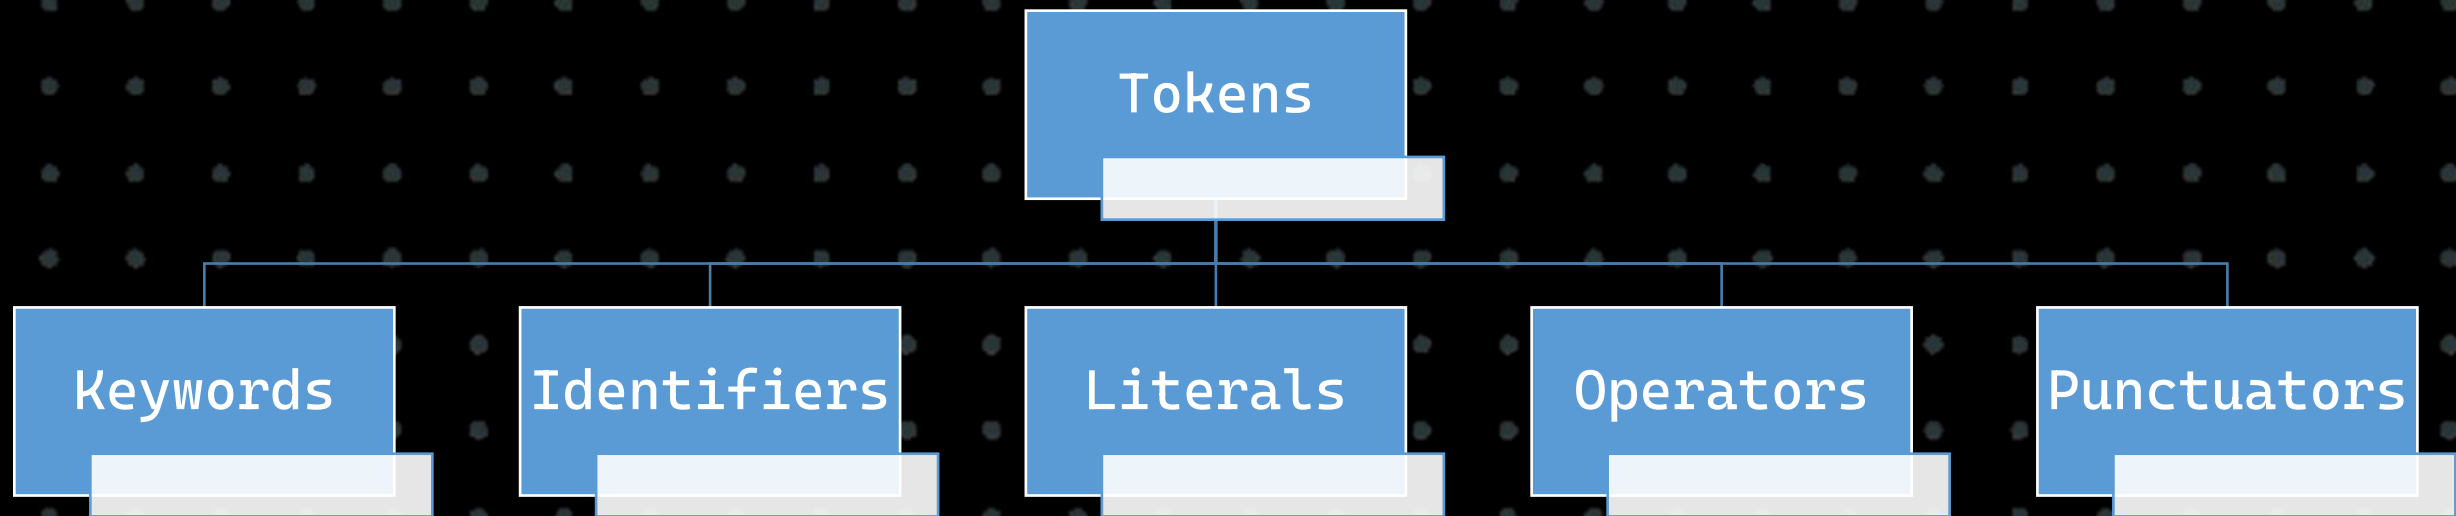 Tokens
Keywords
Identifiers
Literals
Operators
Punctuators